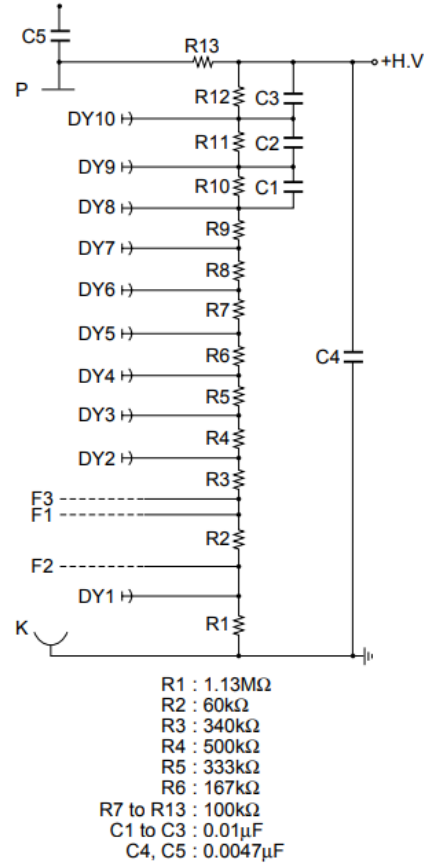 C5
R13
+H.V
P
R12
C3
DY10
R11
C2
DY9
R10
C1
DY8
R9
DY7
R8
DY6
R7
DY5
R6
C4
DY4
R5
DY3
R4
DY2
R3
F3
F1
R2
F2
DY1
R1
K
R1 : 1.13MΩ
R2 : 60kΩ
R3 : 340kΩ
R4 : 500kΩ
R5 : 333kΩ
R6 : 167kΩ
R7 to R13 : 100kΩ
C1 to C3 : 0.01µF
C4, C5 : 0.0047µF